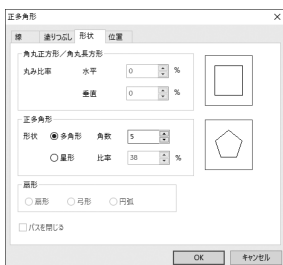 正多角形
線 塗りつぶし 形状 位置
角丸正方形／角丸長方形
丸み比率 水平 0 %
垂直 0 %
正多角形
形状 多角形 角数 5
星形 比率 38 %
扇形
扇形 弓形 円弧
パスを閉じる
OK キャンセル